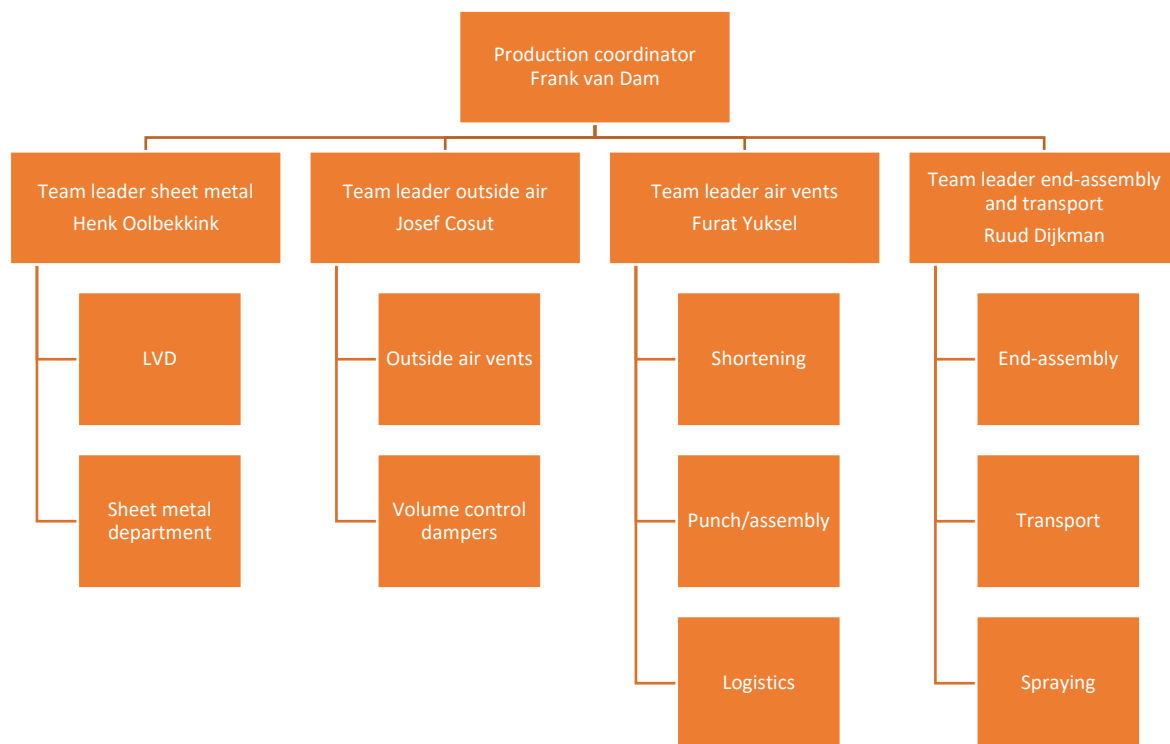 Production coordinator
Frank van Dam
Team leader sheet metal
Henk Oolbekkink
Team leader outside air
Josef Cosut
Team leader air vents
Furat Yuksel
Team leader end-assembly
and transport
Ruud Dijkman
LVD
Outside air vents
Shortening
End-assembly
Sheet metal
department
Volume control
dampers
Punch/assembly
Transport
Logistics
Spraying